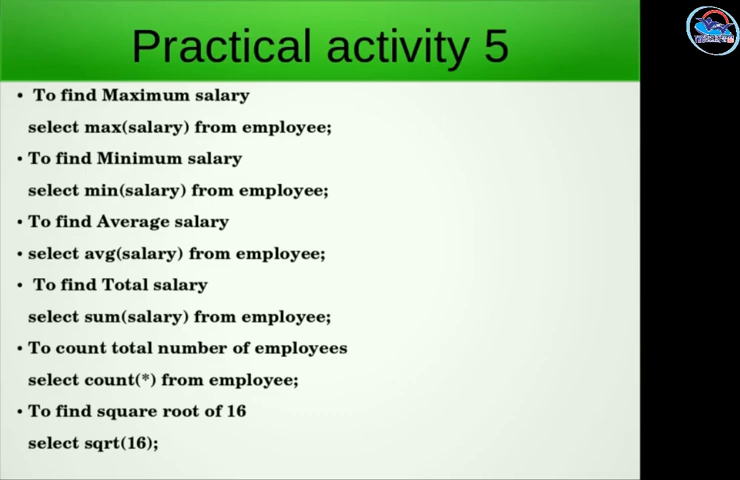 Practical activity 5
• To find Maximum salary
select max(salary) from employee;
• To find Minimum salary
select min(salary) from employee;
• To find Average salary
• select avg(salary) from employee;
• To find Total salary
select sum(salary) from employee;
• To count total number of employees
select count(*) from employee;
• To find square root of 16
select sqrt(16);